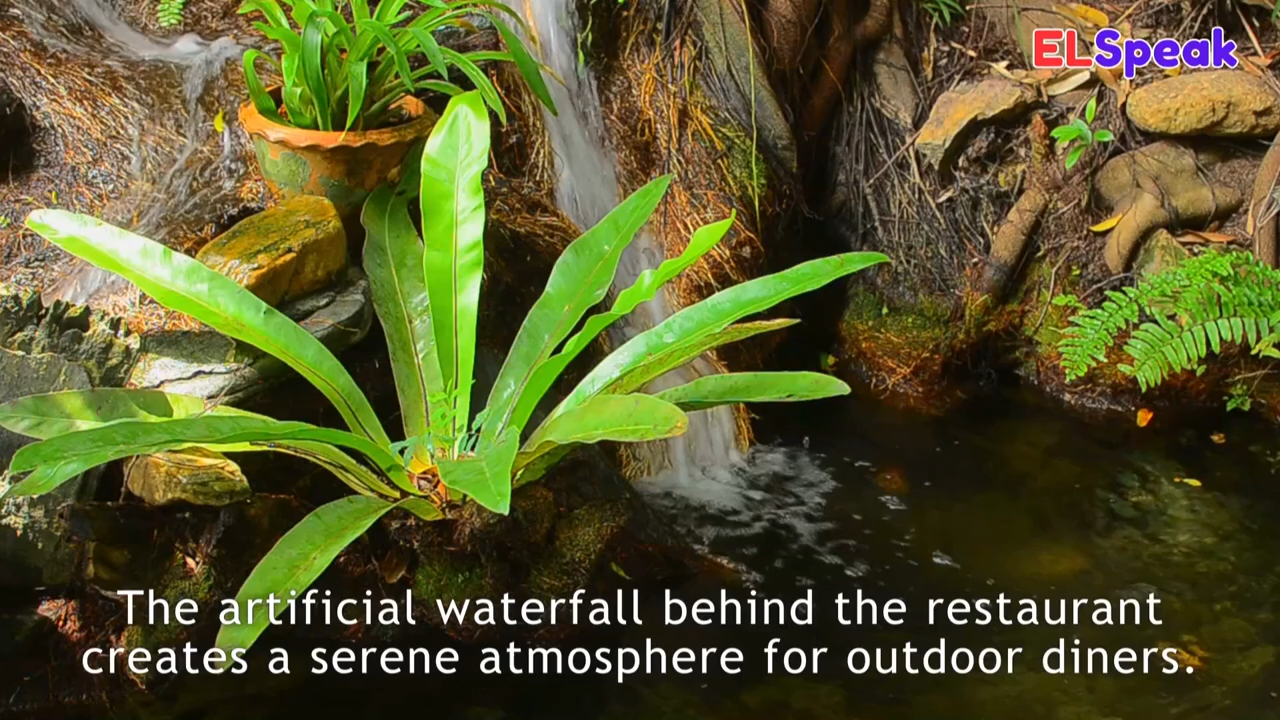 ELSpeak
The artificial waterfall behind the restaurant
creates a serene atmosphere for outdoor diners.